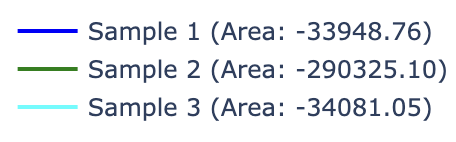 Sample 1 (Area: -33948.76)
Sample 2 (Area: -290325.10)
Sample 3 (Area: -34081.05)